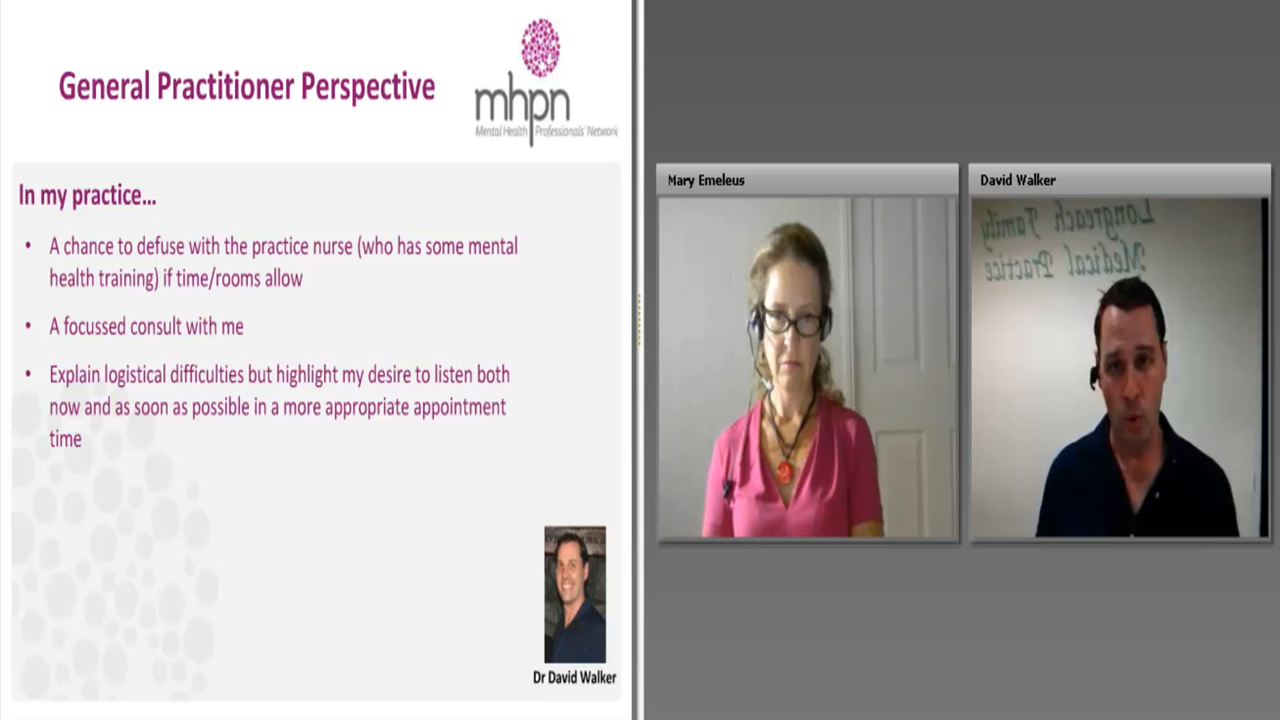 General Practitioner Perspective
mhpn
Mental Health Professionals' Network
In my practice...
• A chance to defuse with the practice nurse (who has some mental
health training) if time/rooms allow
• A focussed consult with me
• Explain logistical difficulties but highlight my desire to listen both
now and as soon as possible in a more appropriate appointment
time
Dr David Walker
Mary Emeleus
David Walker
Longreach Family
Medical Practice